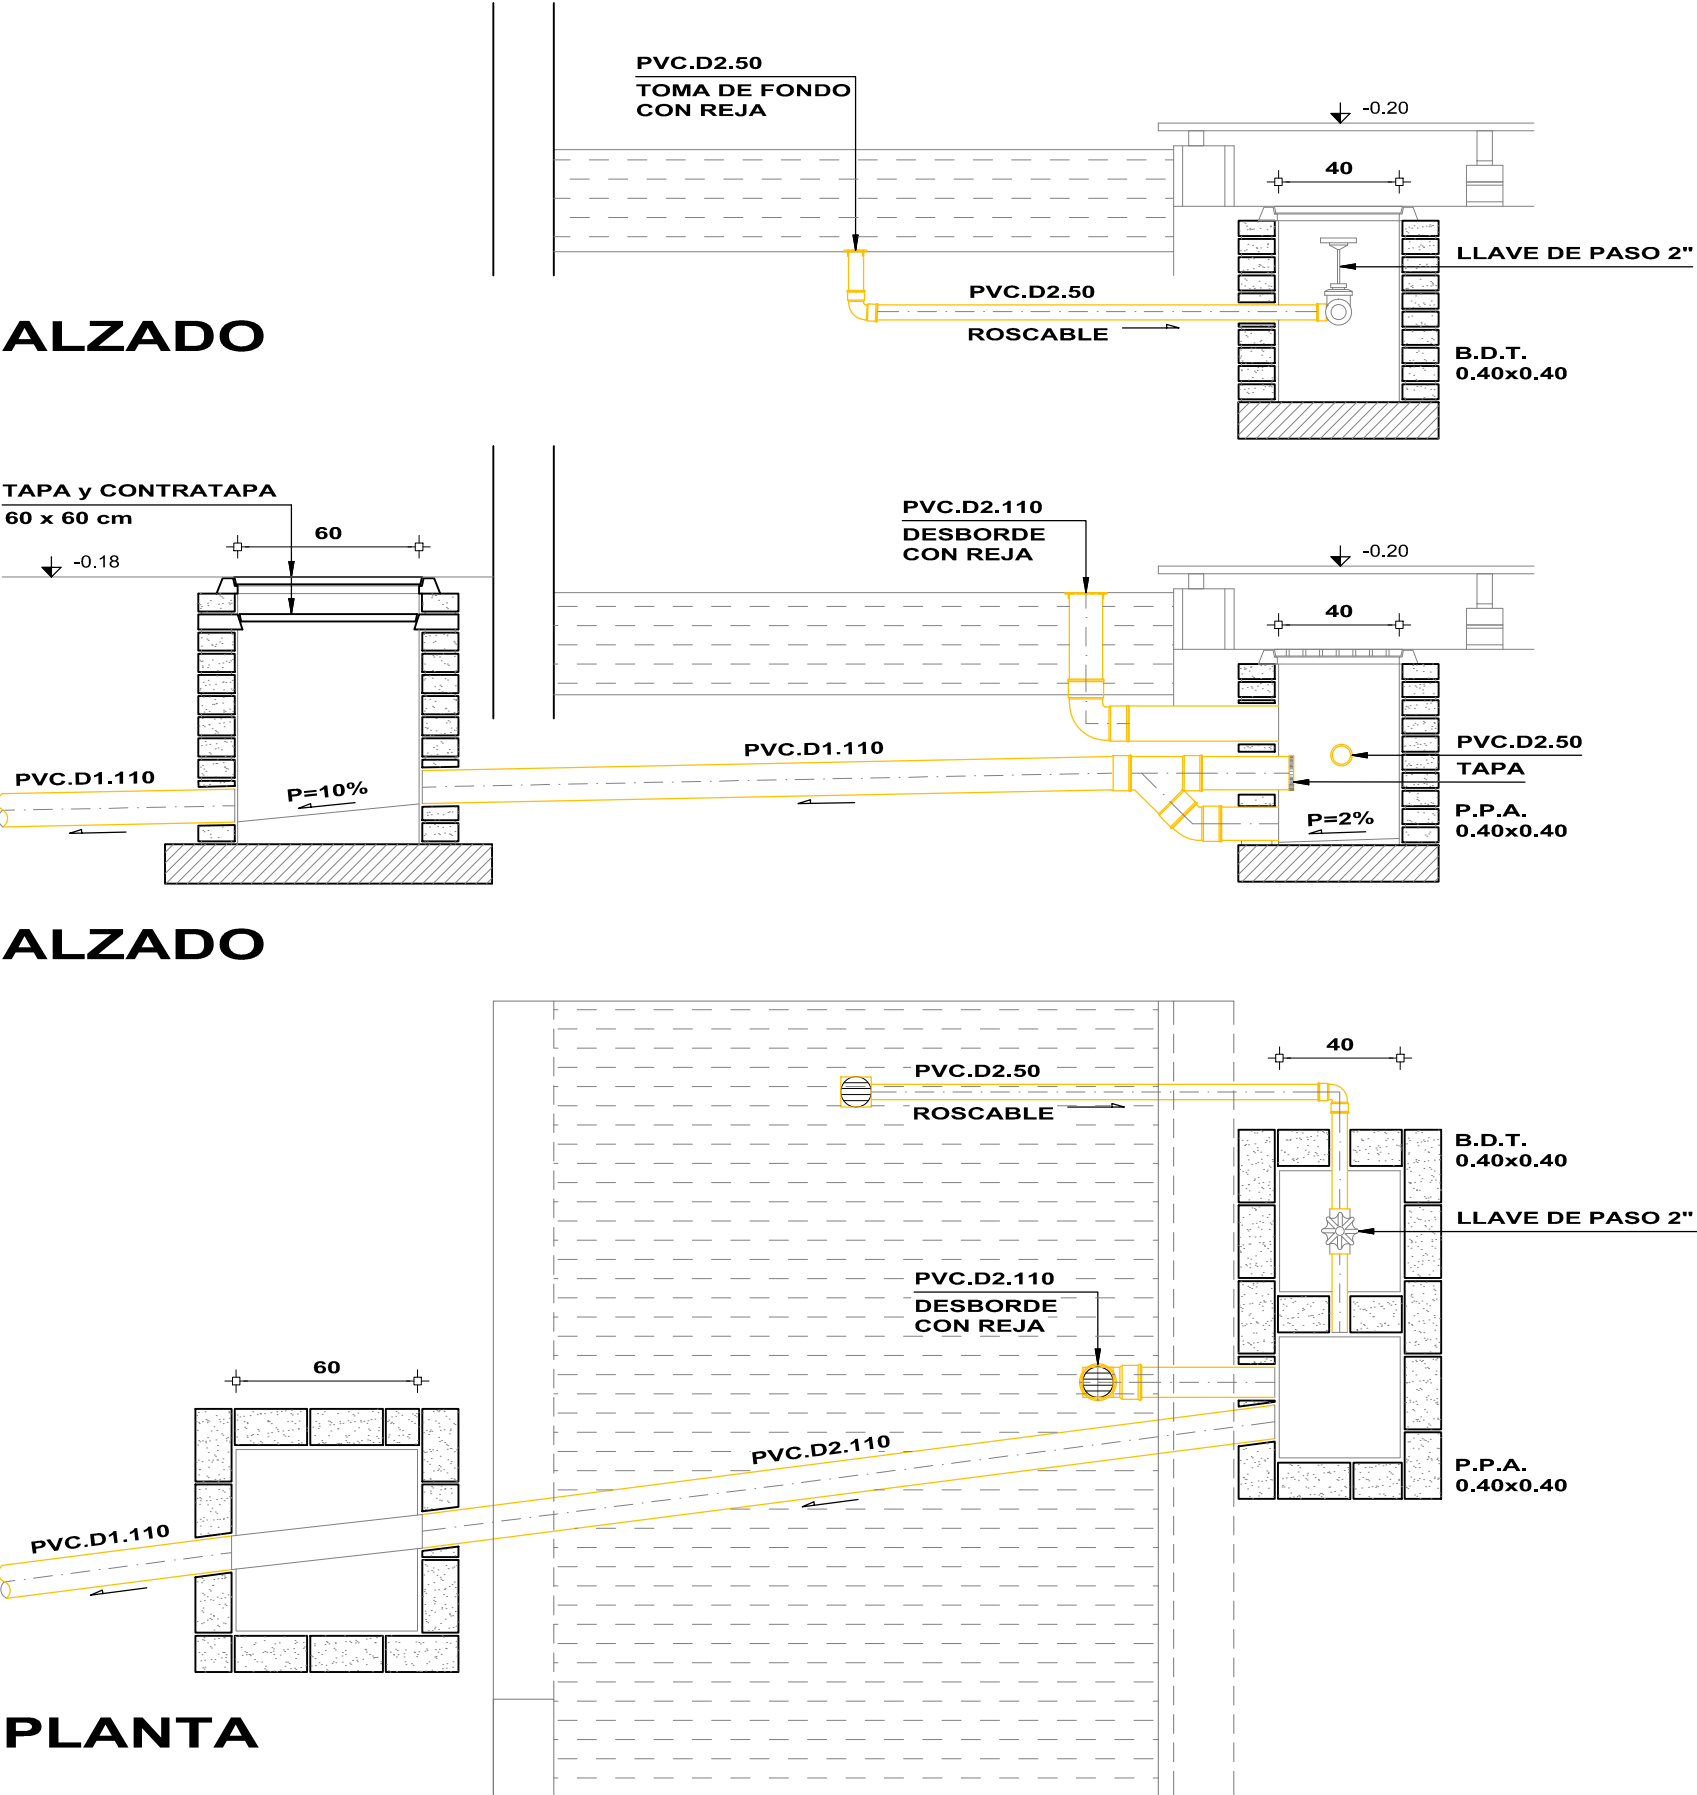 PVC.D2.50
TOMA DE FONDO
CON REJA
-0.20
40
LLAVE DE PASO 2"
PVC.D2.50
ROSCABLE
ALZADO
B.D.T.
0.40x0.40
TAPA y CONTRATAPA
60 x 60 cm
60
-0.18
PVC.D2.110
DESBORDE
CON REJA
-0.20
40
PVC.D1.110
PVC.D1.110
P=10%
PVC.D2.50
TAPA
P=2%
P.P.A.
0.40x0.40
ALZADO
40
PVC.D2.50
ROSCABLE
B.D.T.
0.40x0.40
LLAVE DE PASO 2"
PVC.D2.110
DESBORDE
CON REJA
60
PVC.D2.110
P.P.A.
0.40x0.40
PVC.D1.110
PLANTA